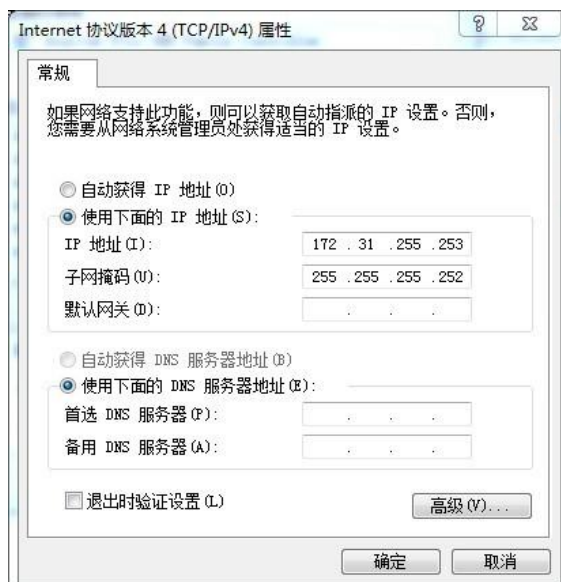 Internet 协议版本 4 (TCP/IPv4) 属性
常规
如果网络支持此功能，则可以获取自动指派的 IP 设置。否则，
您需要从网络系统管理员处获得适当的 IP 设置。
自动获得 IP 地址(O)
使用下面的 IP 地址(S):
IP 地址(I): 172 . 31 .255 .253
子网掩码(U): 255 .255 .255 .252
默认网关(D): . . .
自动获得 DNS 服务器地址(B)
使用下面的 DNS 服务器地址(E):
首选 DNS 服务器(P): . . .
备用 DNS 服务器(A): . . .
退出时验证设置(L)
高级(V)...
确定 取消